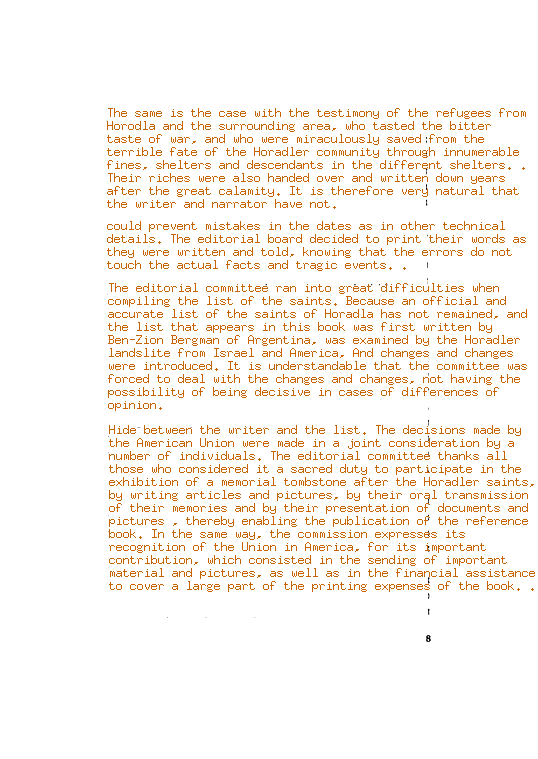 The same is the case with the testimony of the refugees from
Horodla and the surrounding area, who tasted the bitter
taste of war, and who were miraculously saved from the
terrible fate of the Horadler community through innumerable
fines, shelters and descendants in the different shelters. .
Their riches were also handed over and written down years
after the great calamity. It is therefore very natural that
the writer and narrator have not.
could prevent mistakes in the dates as in other technical
details. The editorial board decided to print their words as
they were written and told, knowing that the errors do not
touch the actual facts and tragic events. .
The editorial committee ran into great difficulties when
compiling the list of the saints. Because an official and
accurate list of the saints of Horadla has not remained, and
the list that appears in this book was first written by
Ben-Zion Bergman of Argentina, was examined by the Horadler
landslite from Israel and America, And changes and changes
were introduced. It is understandable that the committee was
forced to deal with the changes and changes, not having the
possibility of being decisive in cases of differences of
opinion.
Hide between the writer and the list. The decisions made by
the American Union were made in a joint consideration by a
number of individuals. The editorial committee thanks all
those who considered it a sacred duty to participate in the
exhibition of a memorial tombstone after the Horadler saints,
by writing articles and pictures, by their oral transmission
of their memories and by their presentation of documents and
pictures , thereby enabling the publication of the reference
book. In the same way, the commission expresses its
recognition of the Union in America, for its important
contribution, which consisted in the sending of important
material and pictures, as well as in the financial assistance
to cover a large part of the printing expenses of the book. .
8